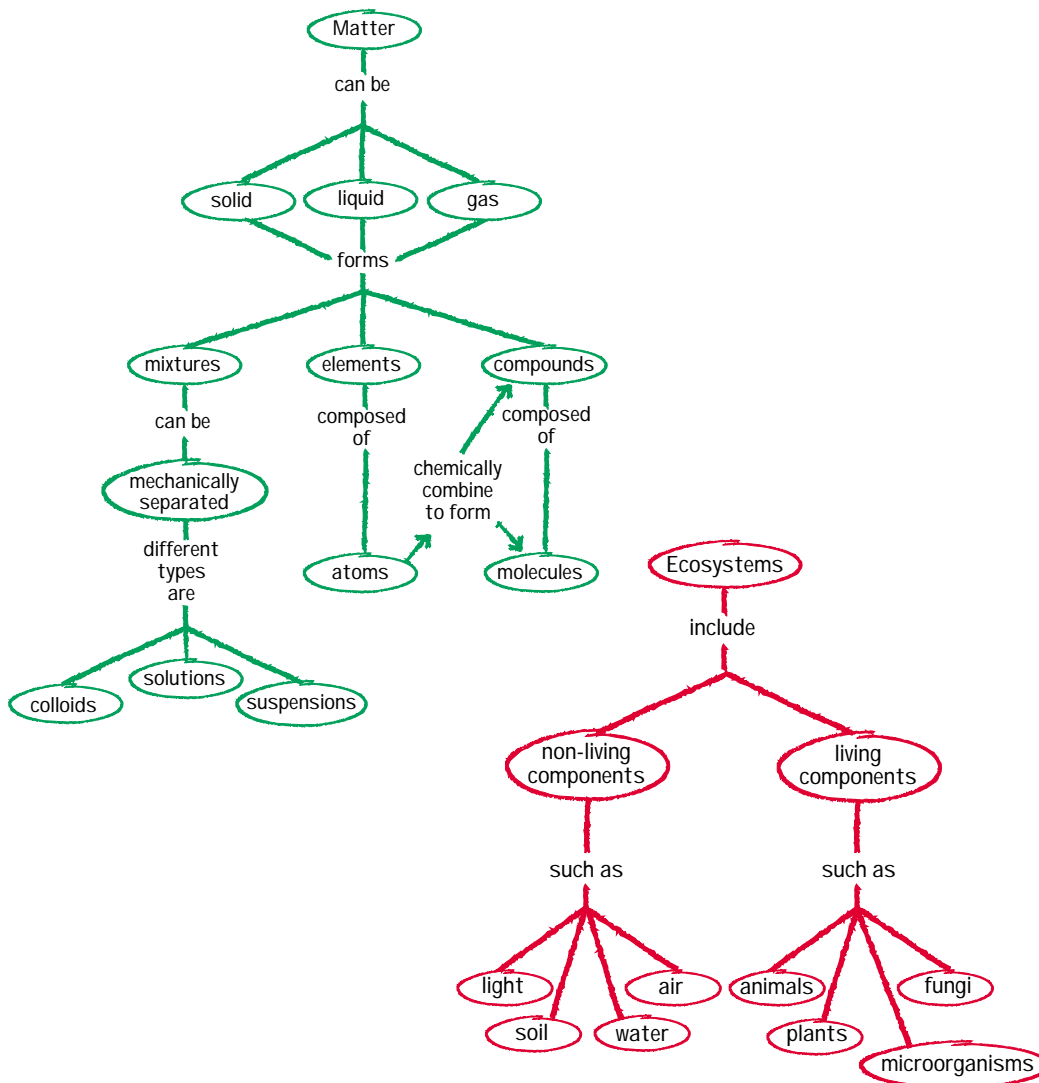 Matter
can be
solid
liquid
gas
forms
mixtures
elements
compounds
can be
composed
of
composed
of
mechanically
separated
chemically
combine
to form
different
types
are
atoms
molecules
colloids
solutions
suspensions
Ecosystems
include
non-living
components
living
components
such as
such as
light
soil
water
air
animals
plants
microorganisms
fungi